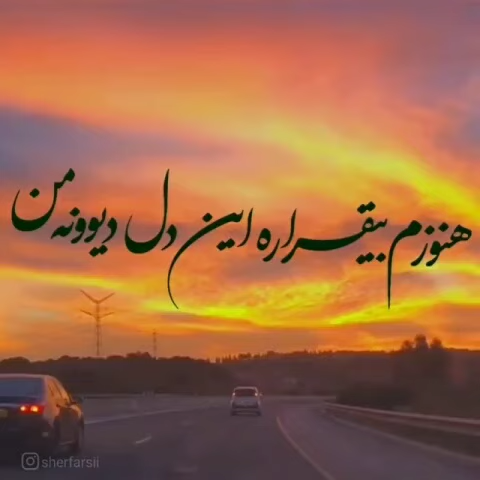 هنوزم بیقراره این دل دیوونه من
sherfarsii